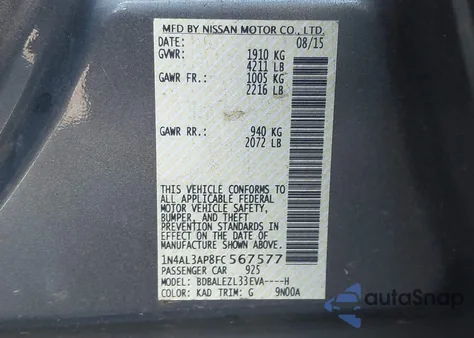 MFD BY NISSAN MOTOR CO., LTD.
DATE: 08/15
GVWR: 1910 KG
4211 LB
GAWR FR.: 1005 KG
2216 LB
GAWR RR.: 940 KG
2072 LB
THIS VEHICLE CONFORMS TO
ALL APPLICABLE FEDERAL
MOTOR VEHICLE SAFETY,
BUMPER, AND THEFT
PREVENTION STANDARDS IN
EFFECT ON THE DATE OF
MANUFACTURE SHOWN ABOVE.
1N4AL3AP8FC567577
PASSENGER CAR 925
MODEL: BDBALEZL33EVA----H
COLOR: KAD TRIM: G 9N00A
autoSnap